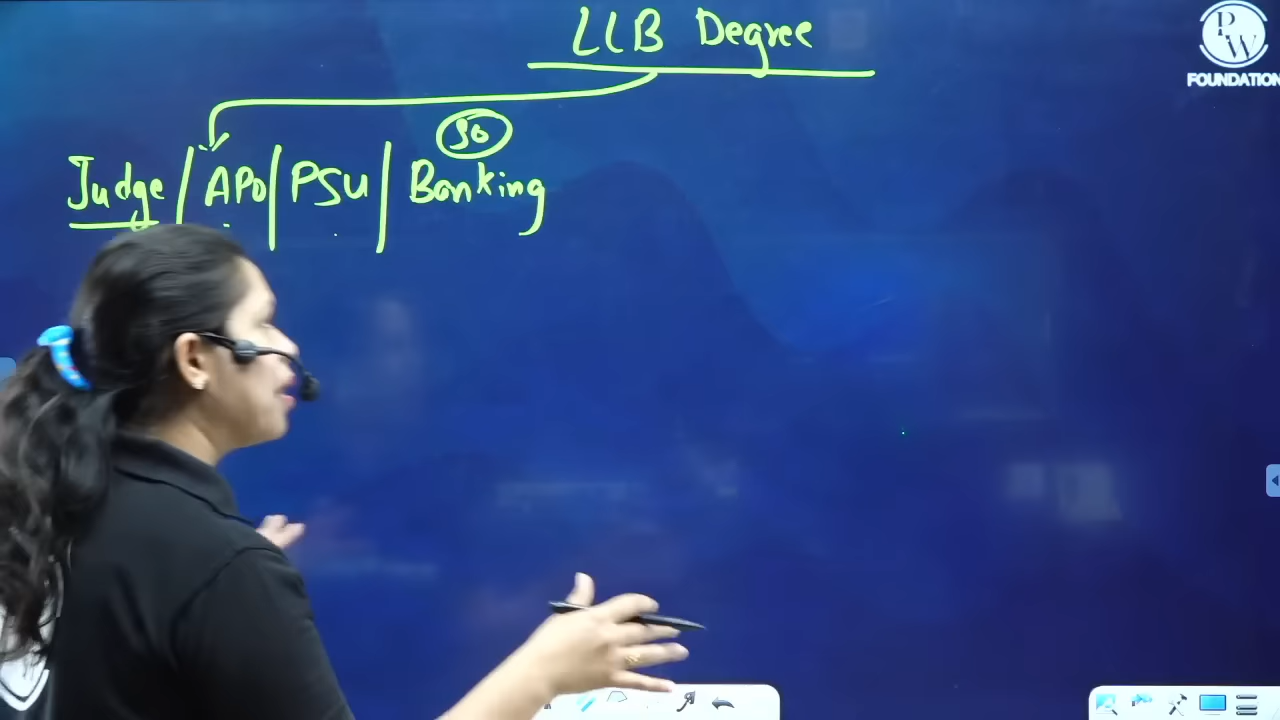 LLB Degree
PW
FOUNDATION
SO
Judge / APO / PSU / Banking